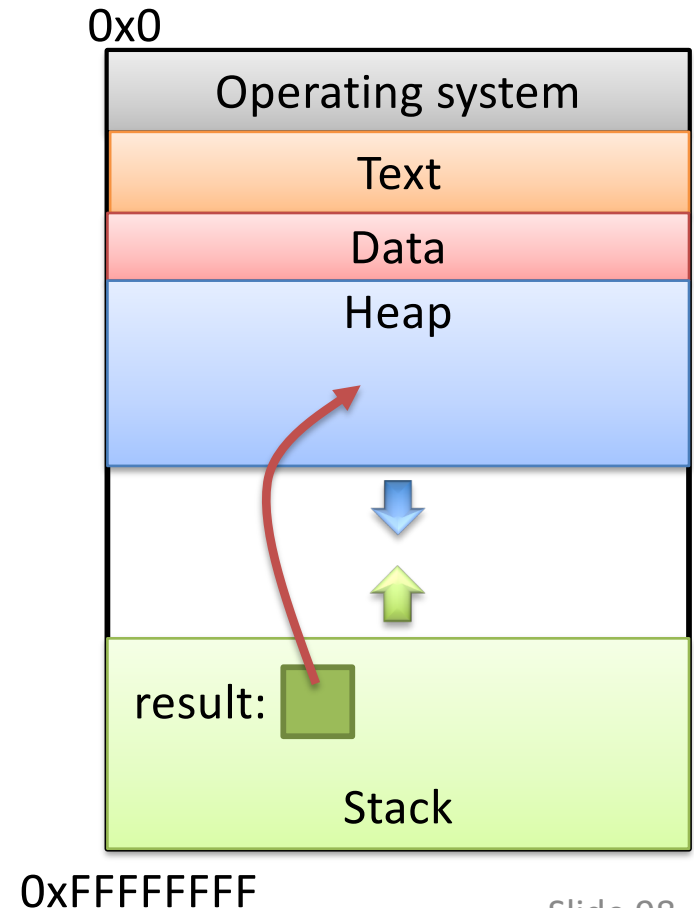 0x0
Operating system
Text
Data
Heap
result:
Stack
0xFFFFFFFF